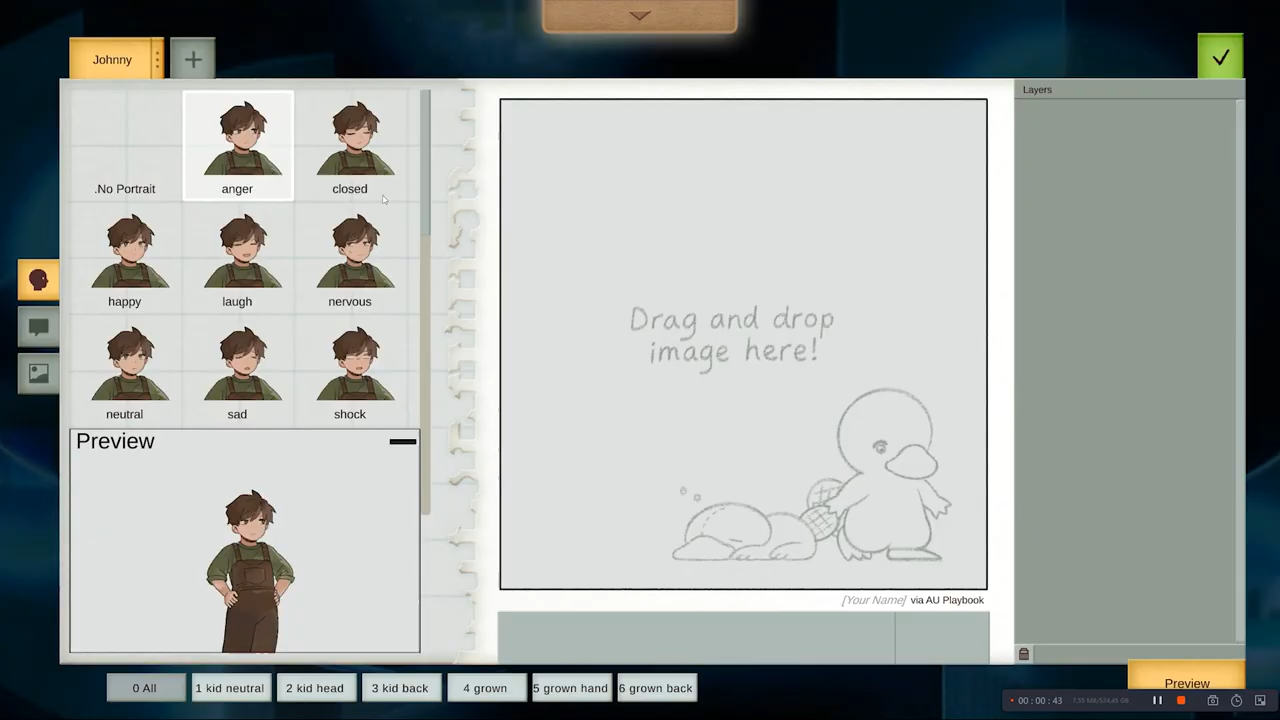 Johnny
Layers
.No Portrait
anger
closed
happy
laugh
nervous
neutral
sad
shock
Preview
Drag and drop
image here!
[Your Name] via AU Playbook
0 All
1 kid neutral
2 kid head
3 kid back
4 grown
5 grown hand
6 grown back
Preview
00:00:43